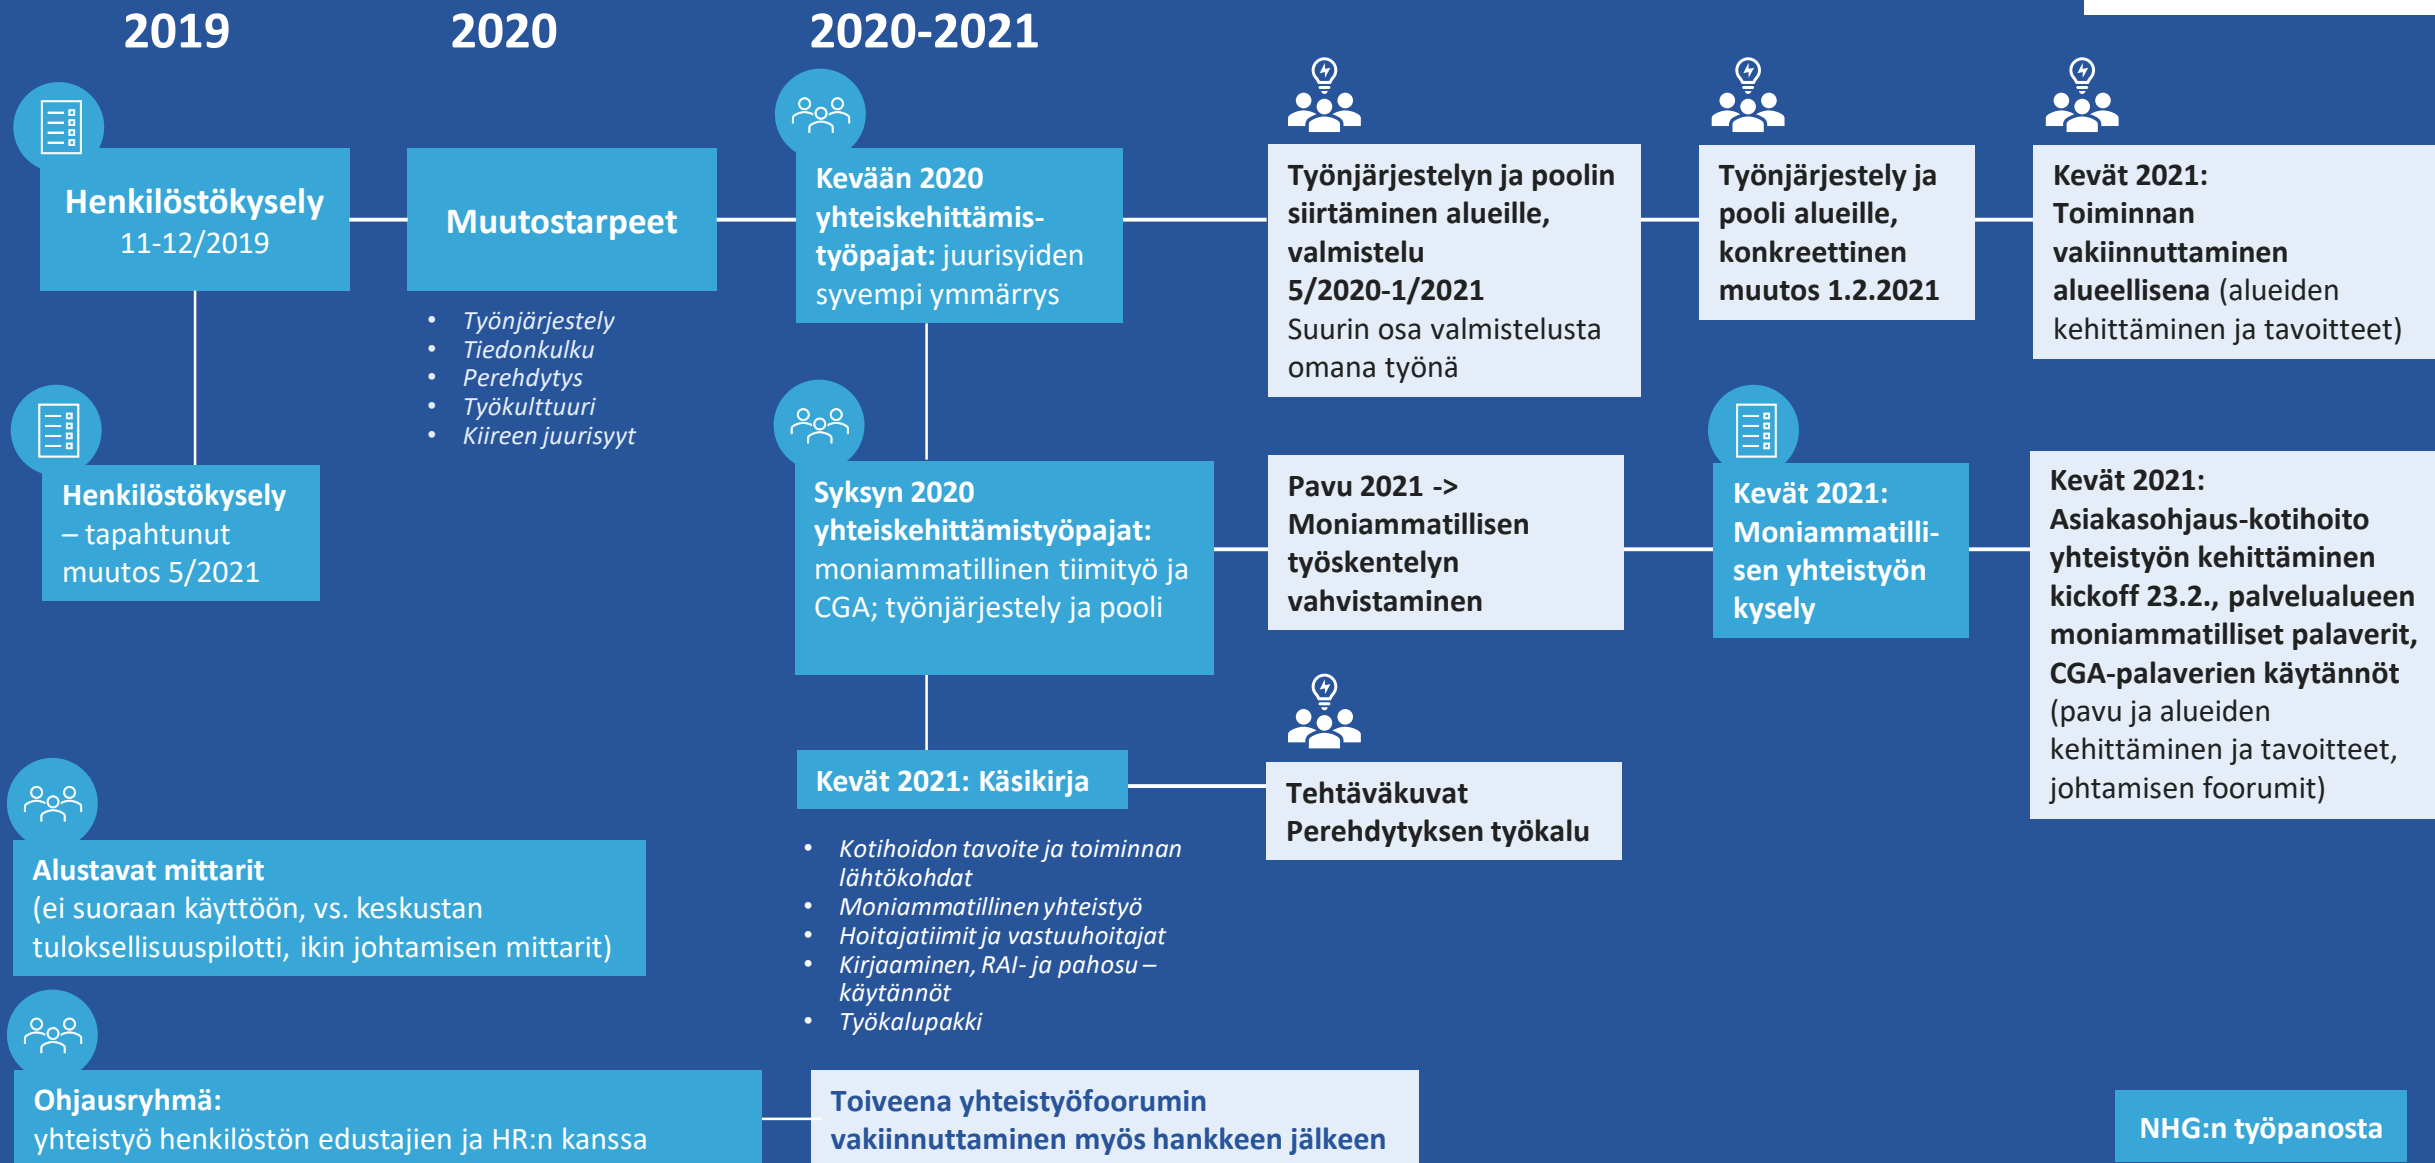 2019
2020
2020-2021
Henkilöstökysely
11-12/2019
Muutostarpeet
• Työnjärjestely
• Tiedonkulku
• Perehdytys
• Työkulttuuri
• Kiireen juurisyyt
Kevään 2020
yhteiskehittämis-
työpajat: juurisyiden
syvempi ymmärrys
Työnjärjestelyn ja poolin
siirtäminen alueille,
valmistelu
5/2020-1/2021
Suurin osa valmistelusta
omana työnä
Työnjärjestely ja
pooli alueille,
konkreettinen
muutos 1.2.2021
Kevät 2021:
Toiminnan
vakiinnuttaminen
alueellisena (alueiden
kehittäminen ja tavoitteet)
Henkilöstökysely
– tapahtunut
muutos 5/2021
Syksyn 2020
yhteiskehittämistyöpajat:
moniammatillinen tiimityö ja
CGA; työnjärjestely ja pooli
Pavu 2021 ->
Moniammatillisen
työskentelyn
vahvistaminen
Kevät 2021:
Moniammatilli-
sen yhteistyön
kysely
Kevät 2021:
Asiakasohjaus-kotihoito
yhteistyön kehittäminen
kickoff 23.2., palvelualueen
moniammatilliset palaverit,
CGA-palaverien käytännöt
(pavu ja alueiden
kehittäminen ja tavoitteet,
johtamisen foorumit)
Kevät 2021: Käsikirja
• Kotihoidon tavoite ja toiminnan
lähtökohdat
• Moniammatillinen yhteistyö
• Hoitajatiimit ja vastuuhoitajat
• Kirjaaminen, RAI- ja pahosu –
käytännöt
• Työkalupakki
Tehtäväkuvat
Perehdytyksen työkalu
Alustavat mittarit
(ei suoraan käyttöön, vs. keskustan
tuloksellisuuspilotti, ikin johtamisen mittarit)
Ohjausryhmä:
yhteistyö henkilöstön edustajien ja HR:n kanssa
Toiveena yhteistyöfoorumin
vakiinnuttaminen myös hankkeen jälkeen
NHG:n työpanosta